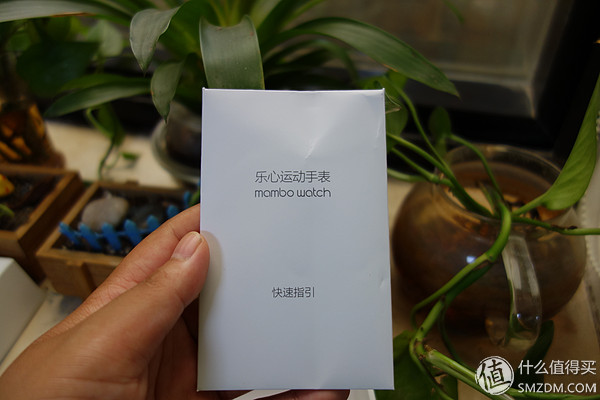 乐心运动手表
mambo watch
快速指引
值 什么值得买
SMZDM.COM